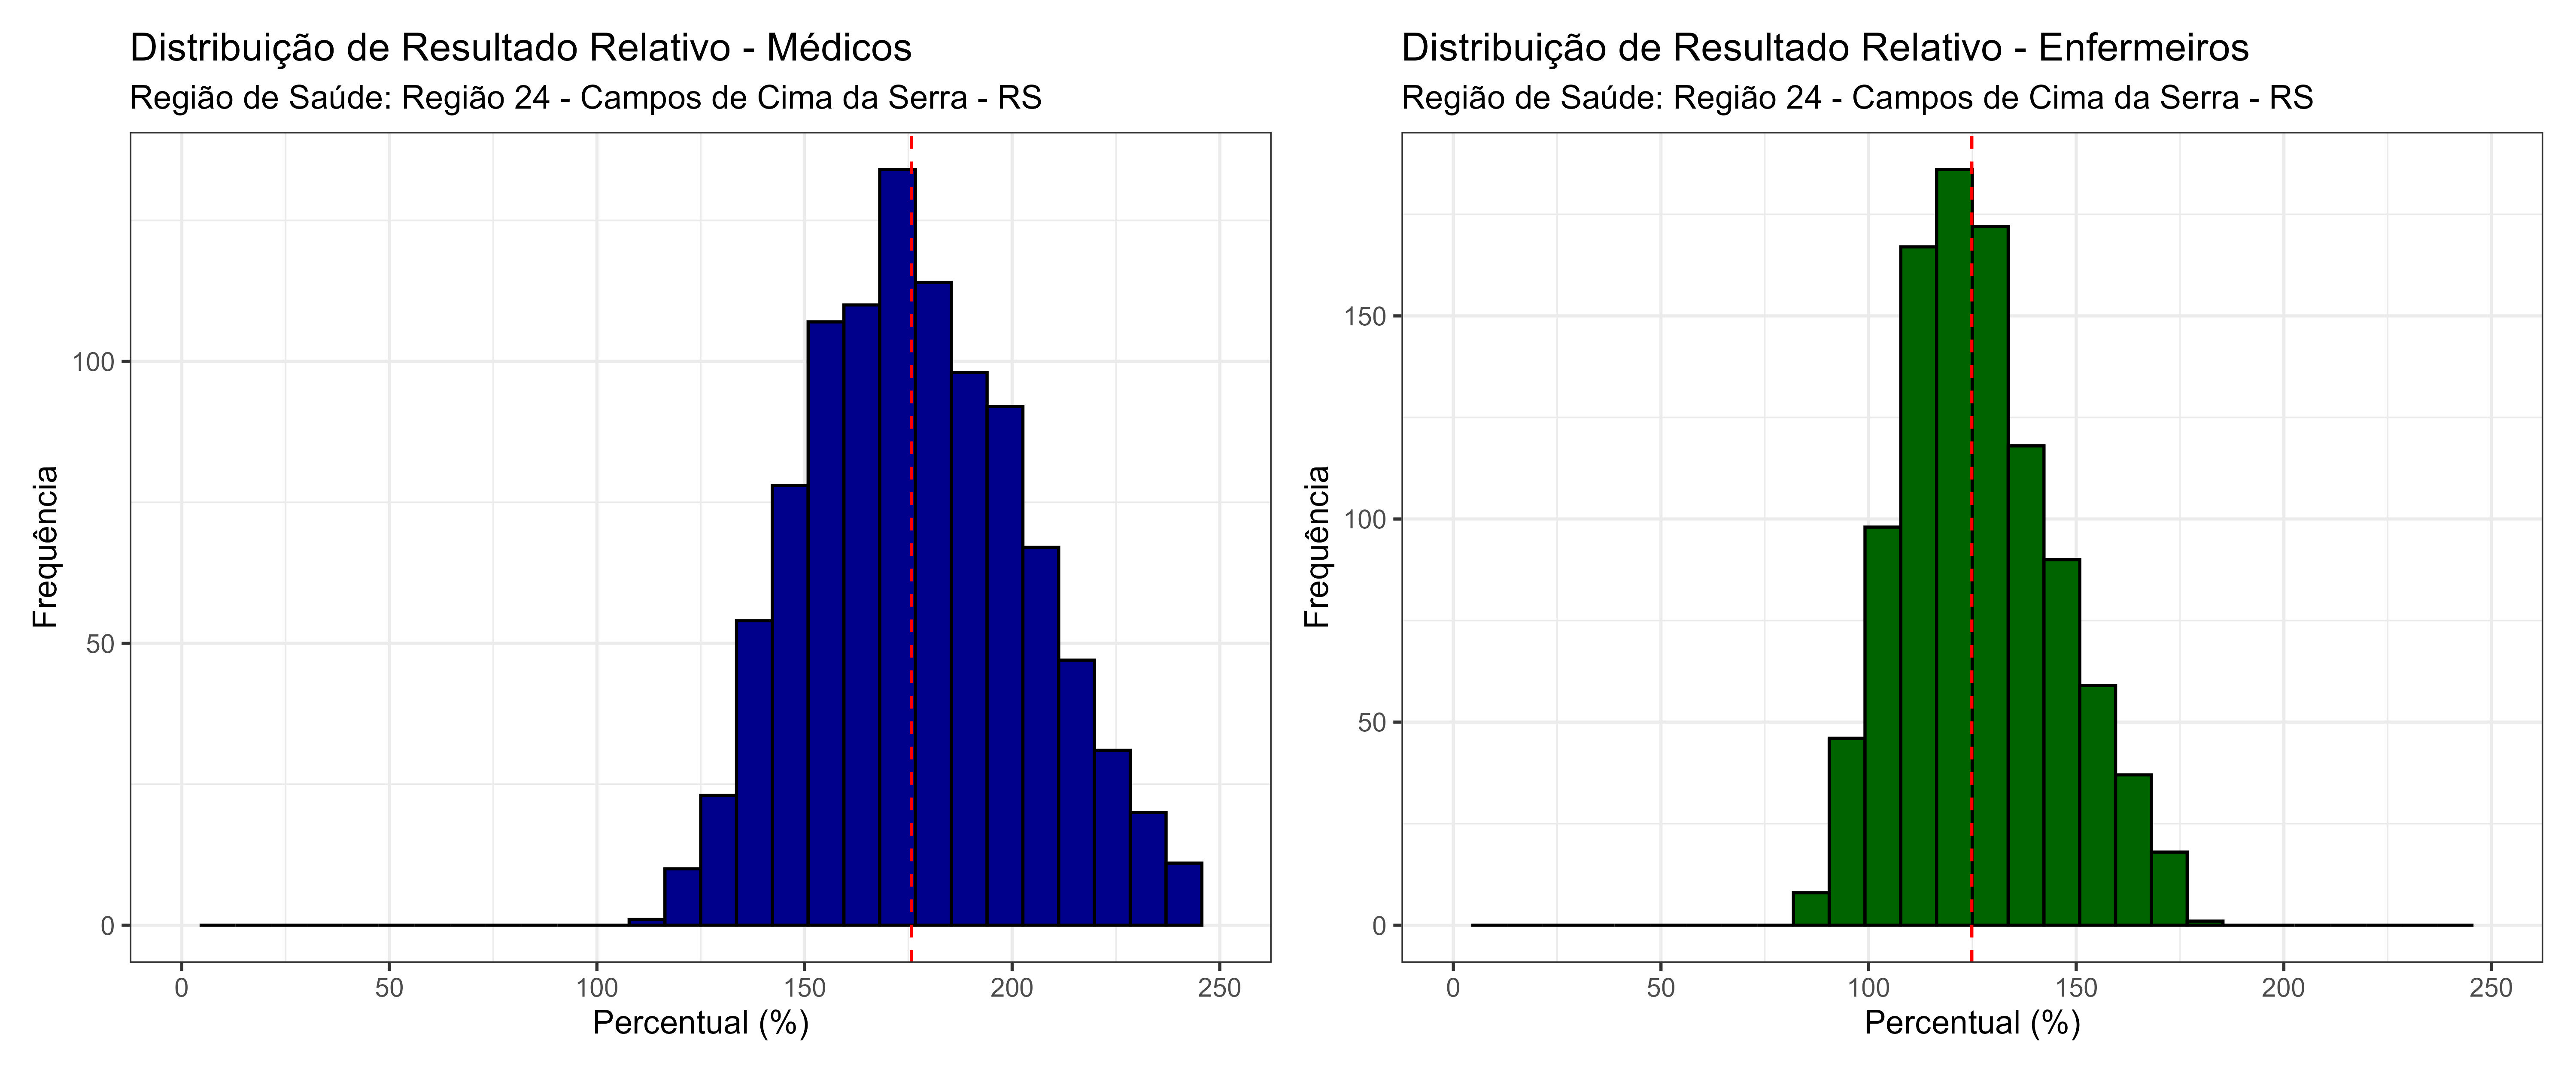 Distribuição de Resultado Relativo - Médicos
Região de Saúde: Região 24 - Campos de Cima da Serra - RS
Frequência
100
50
0
0 50 100 150 200 250
Percentual (%)
Distribuição de Resultado Relativo - Enfermeiros
Região de Saúde: Região 24 - Campos de Cima da Serra - RS
Frequência
150
100
50
0
0 50 100 150 200 250
Percentual (%)